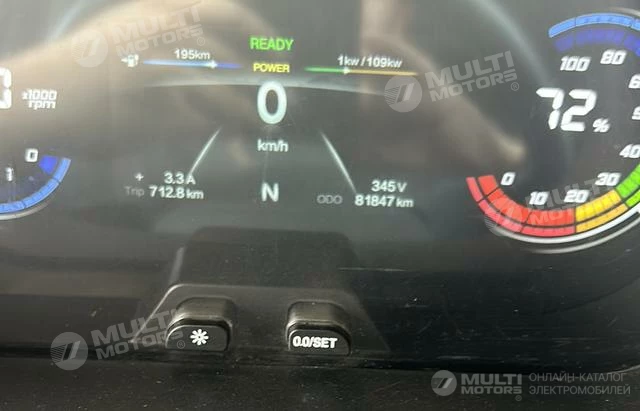 MULTI MOTORS
195km
READY
POWER
1kw / 109kw
MULTI MOTORS
x1000
rpm
1
0
0
km/h
100
80
72 %
40
30
20
10
0
+ 3.3 A
Trip 712.8 km
N
345 V
ODO 81847 km
MULTI MOTORS
MULTI MOTORS
0.0/SET
MULTI MOTORS
ОНЛАЙН-КАТАЛОГ
ЭЛЕКТРОМОБИЛЕЙ